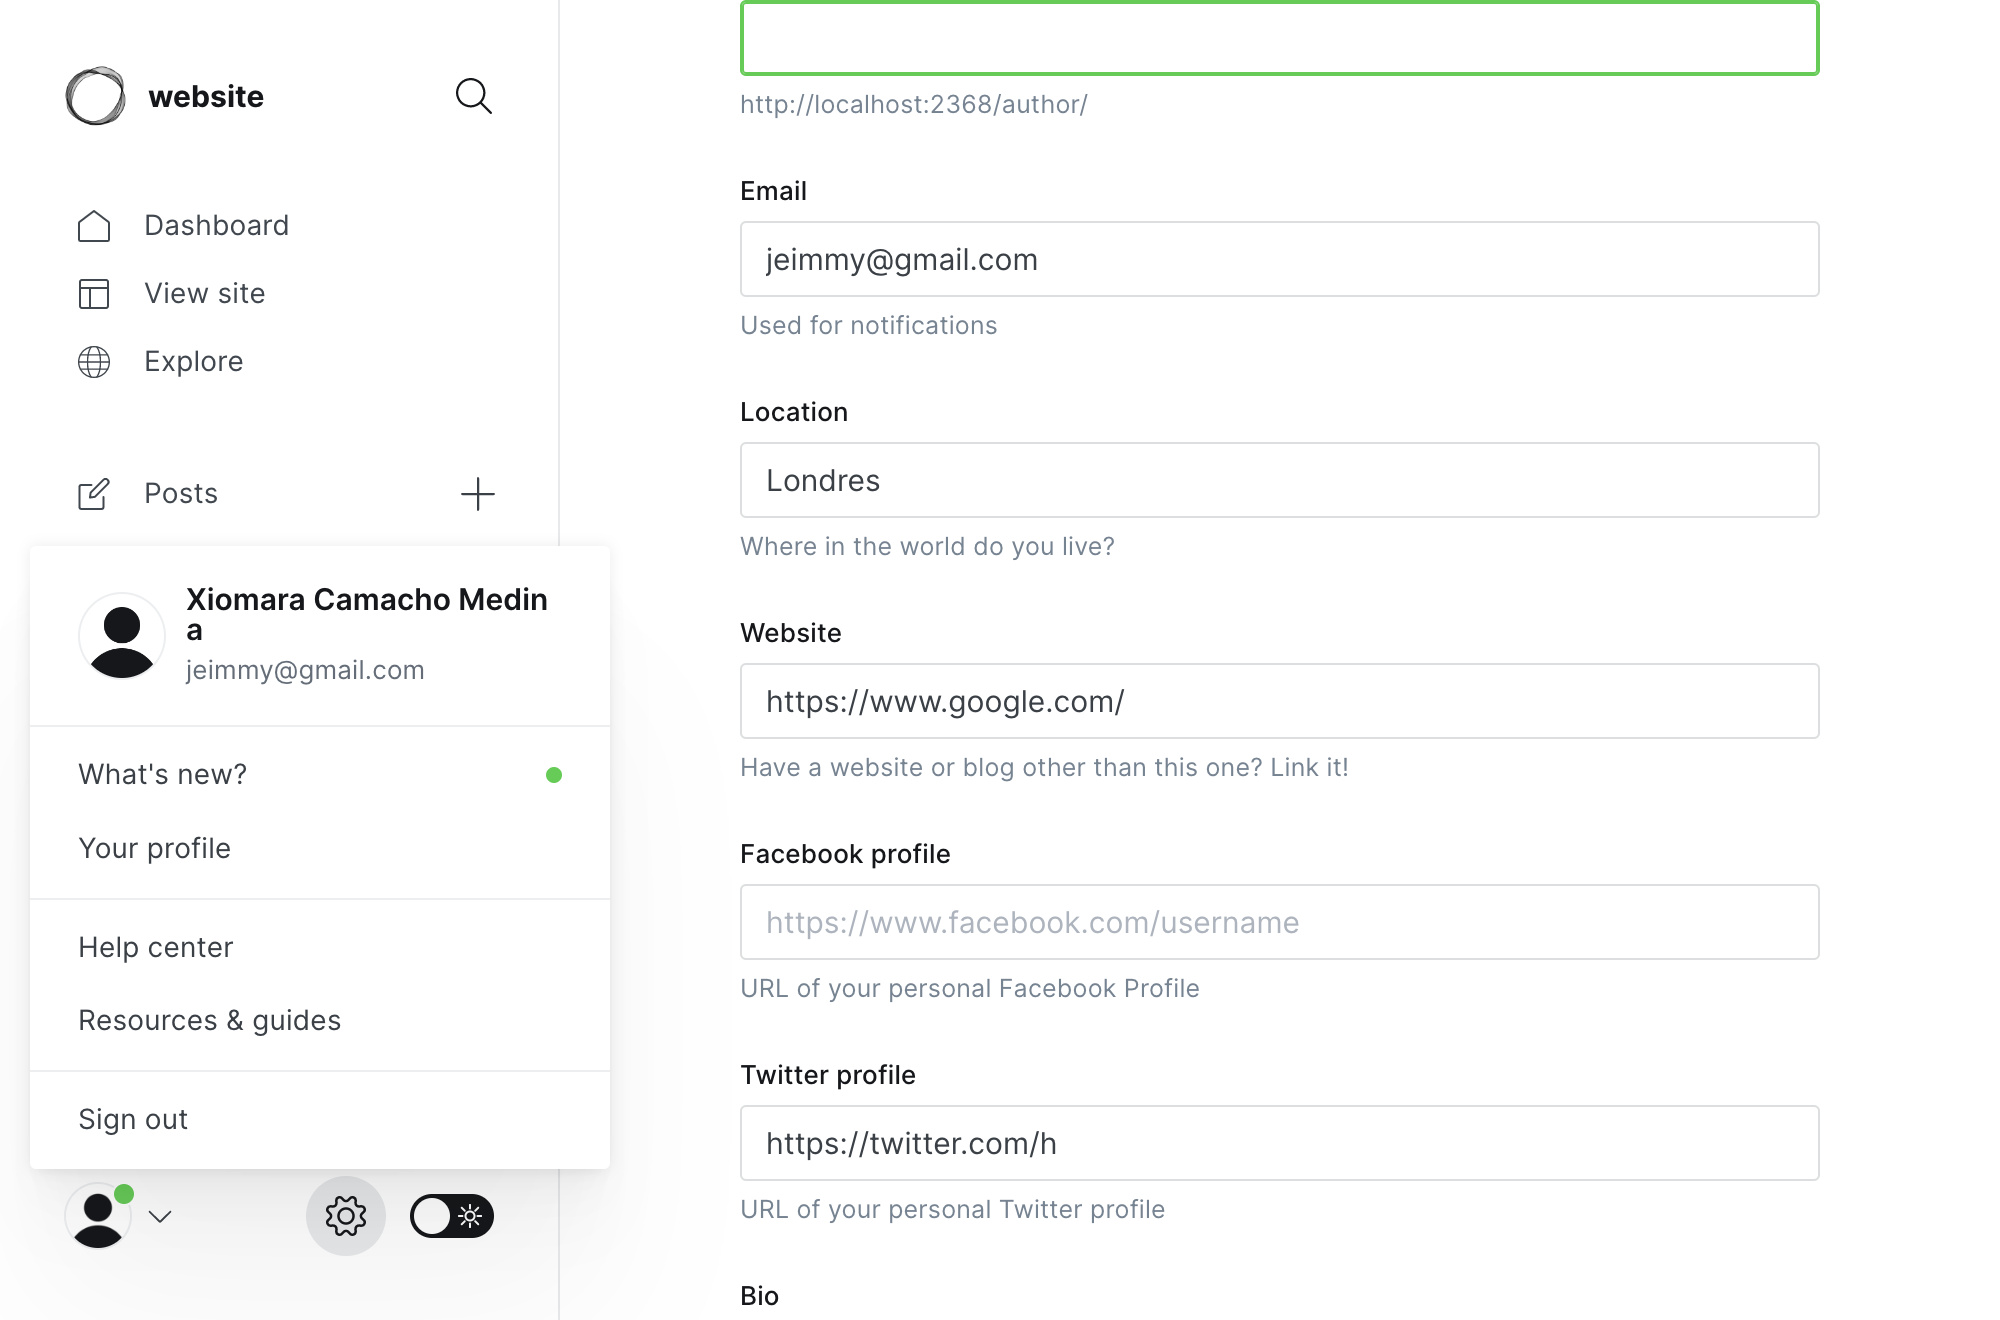 website
Dashboard
View site
Explore
Posts
Xiomara Camacho Medin
a
jeimmy@gmail.com
What's new?
Your profile
Help center
Resources & guides
Sign out
http://localhost:2368/author/
Email
jeimmy@gmail.com
Used for notifications
Location
Londres
Where in the world do you live?
Website
https://www.google.com/
Have a website or blog other than this one? Link it!
Facebook profile
https://www.facebook.com/username
URL of your personal Facebook Profile
Twitter profile
https://twitter.com/h
URL of your personal Twitter profile
Bio